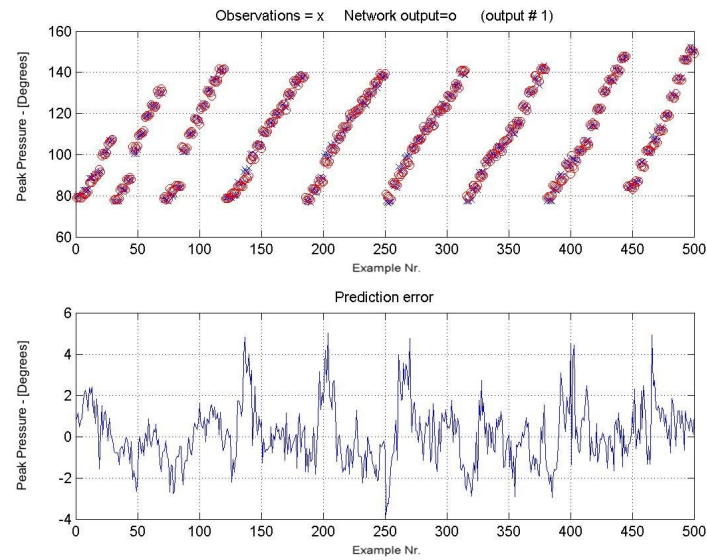 Observations = x Network output=o (output # 1)
160
140
120
100
80
60
Peak Pressure - [Degrees]
0 50 100 150 200 250 300 350 400 450 500
Example Nr.
Prediction error
6
4
2
0
-2
-4
Peak Pressure - [Degrees]
0 50 100 150 200 250 300 350 400 450 500
Example Nr.